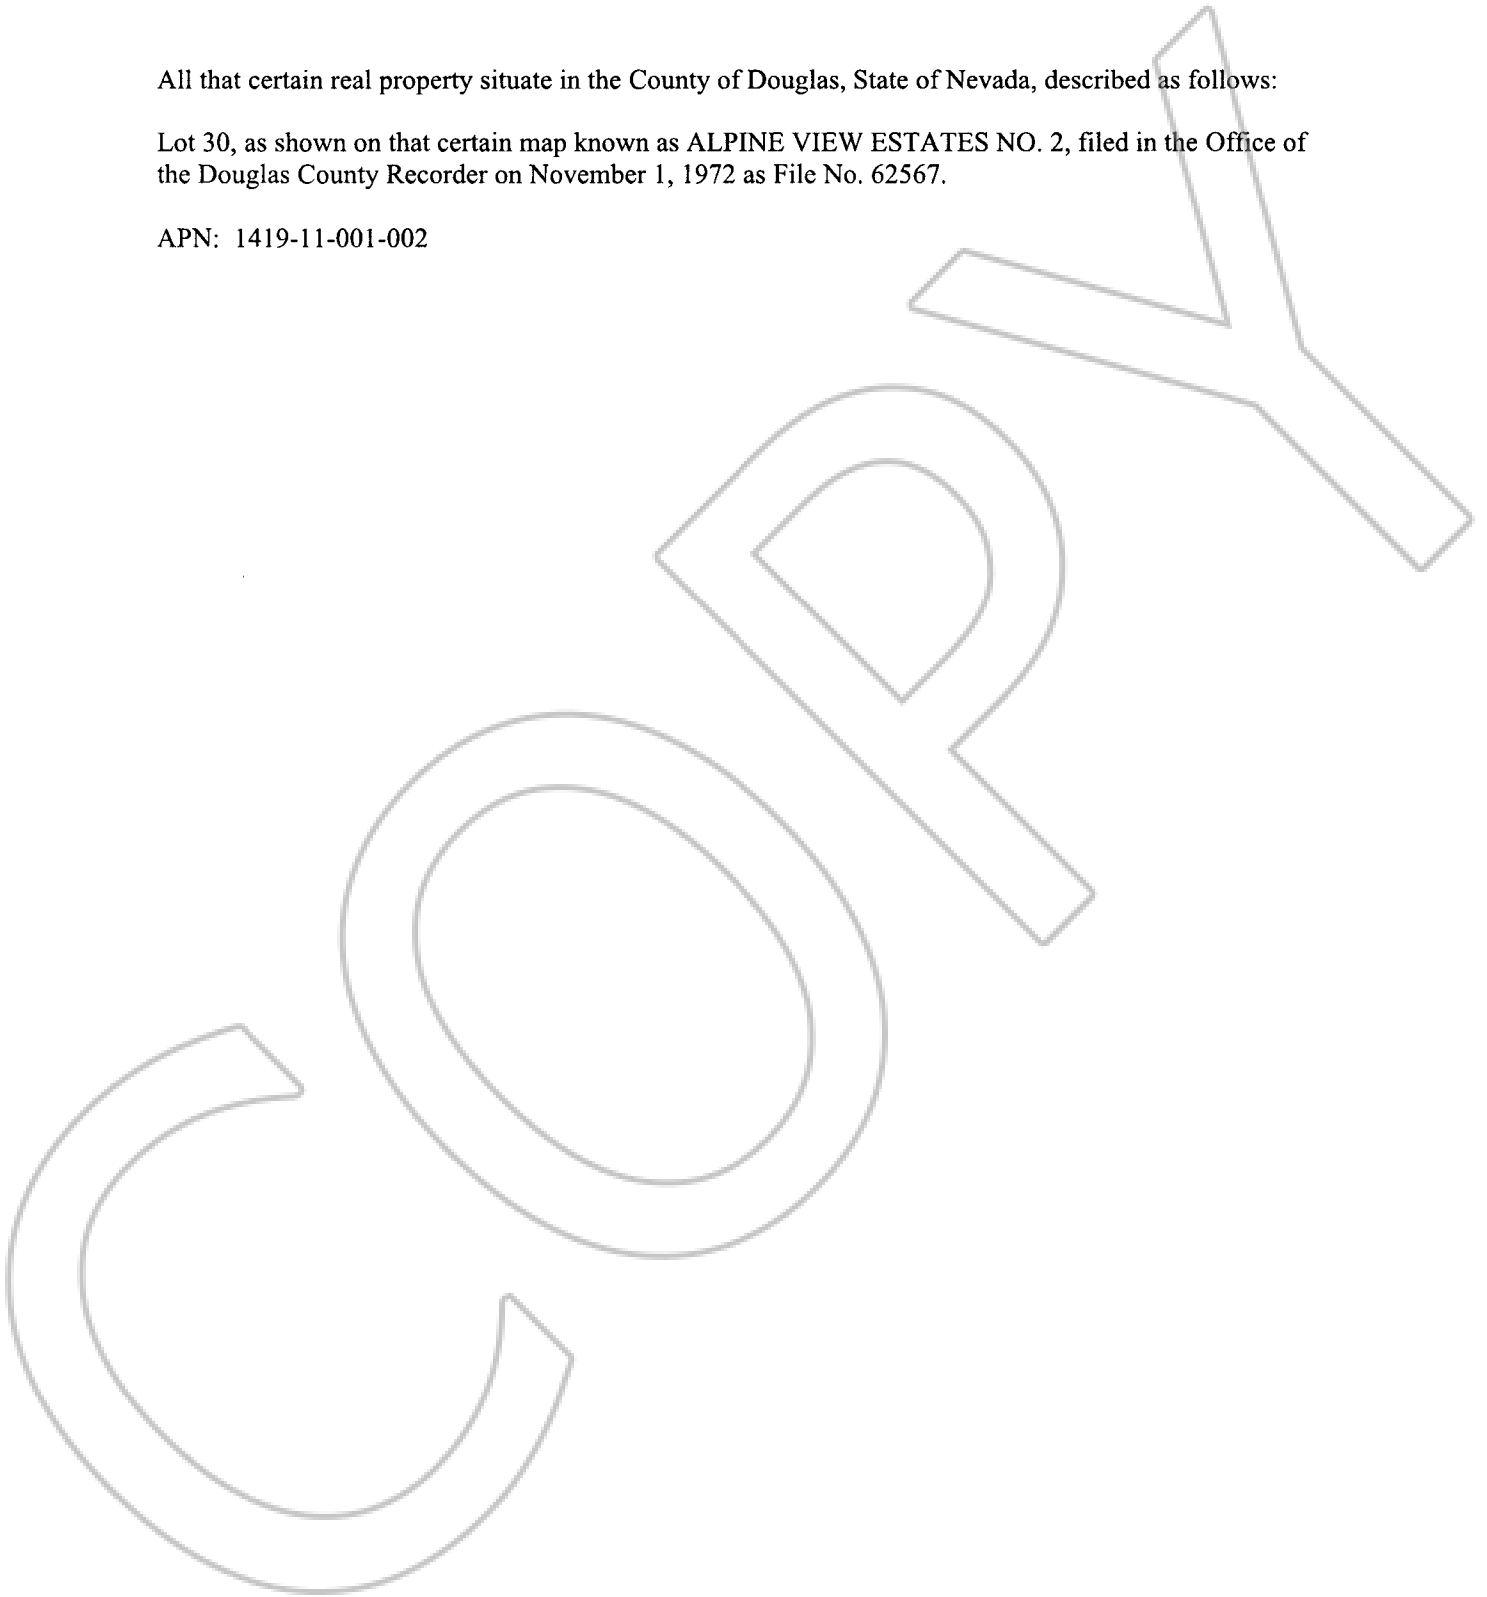 All that certain real property situate in the County of Douglas, State of Nevada, described as follows:
Lot 30, as shown on that certain map known as ALPINE VIEW ESTATES NO. 2, filed in the Office of
the Douglas County Recorder on November 1, 1972 as File No. 62567.
APN: 1419-11-001-002
COPY